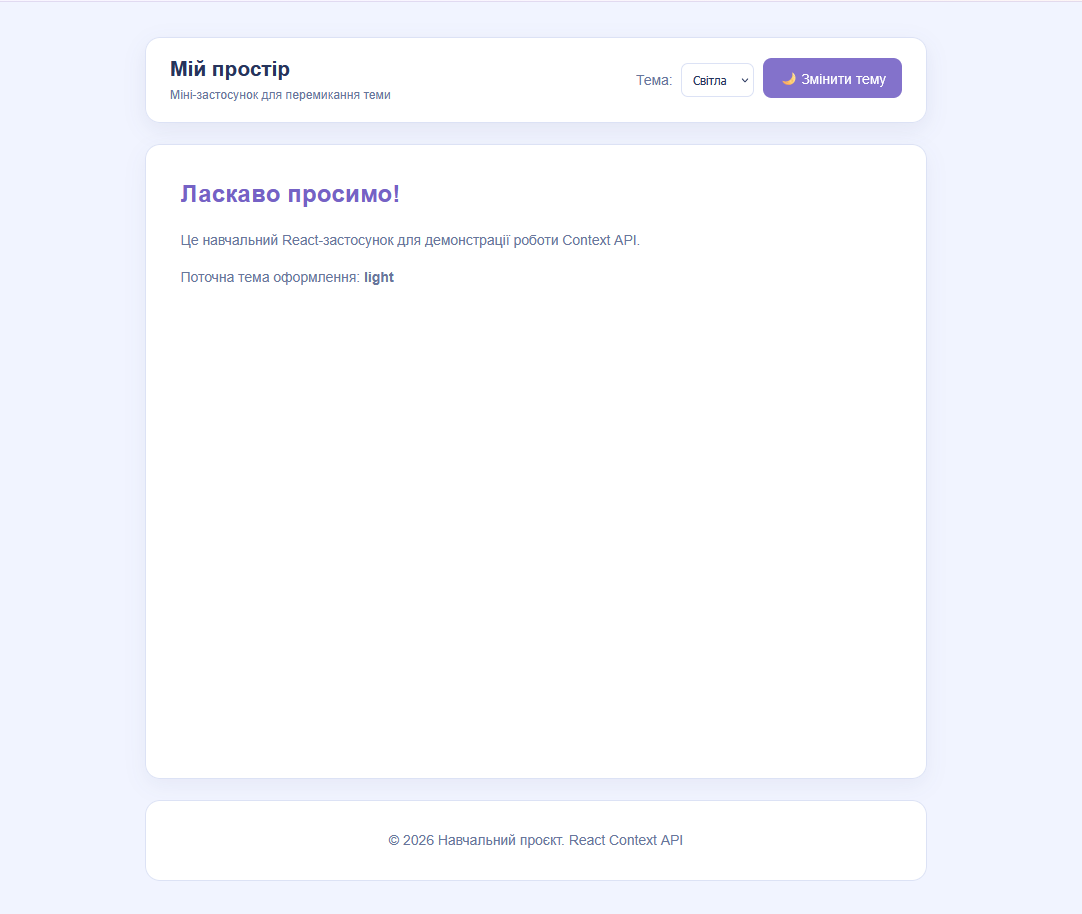 Мій простір
Міні-застосунок для перемикання теми
Тема: Світла 🌙 Змінити тему
Ласкаво просимо!
Це навчальний React-застосунок для демонстрації роботи Context API.
Поточна тема оформлення: light
© 2026 Навчальний проєкт. React Context API